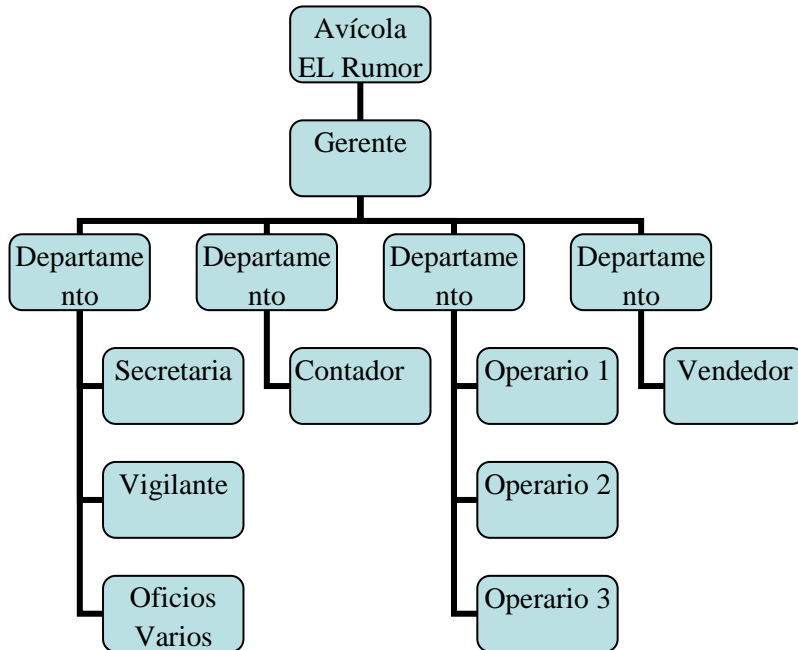 Avícola
EL Rumor
Gerente
Departame
nto
Departame
nto
Departame
nto
Departame
nto
Secretaria
Contador
Operario 1
Vendedor
Vigilante
Operario 2
Oficios
Varios
Operario 3